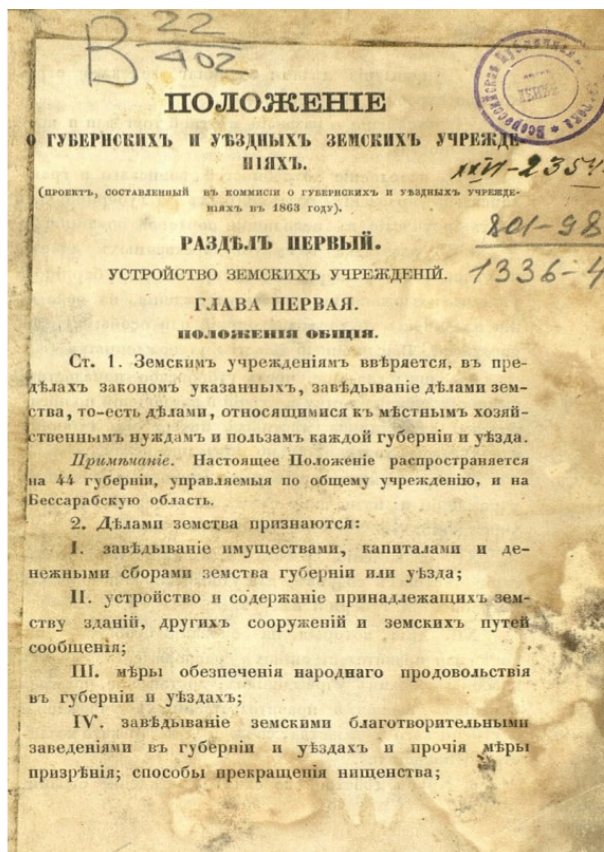 В 22
402
ПОЛОЖЕНІЕ
О ГУБЕРНСКИХЪ И УѢЗДНЫХЪ ЗЕМСКИХЪ УЧРЕЖДЕ-
НІЯХЪ.
(ПРОЕКТЪ, СОСТАВЛЕННЫЙ ВЪ КОММИСІИ О ГУБЕРНСКИХЪ И УѢЗДНЫХЪ УЧРЕЖДЕ-
НІЯХЪ ВЪ 1863 ГОДУ).
801-98
1336-4
РАЗДѢЛЪ ПЕРВЫЙ.
УСТРОЙСТВО ЗЕМСКИХЪ УЧРЕЖДЕНІЙ.
ГЛАВА ПЕРВАЯ.
ПОЛОЖЕНІЯ ОБЩІЯ.
Ст. 1. Земскимъ учрежденіямъ ввѣряется, въ пре-
дѣлахъ закономъ указанныхъ, завѣдываніе дѣлами зем-
ства, то-есть дѣлами, относящимися къ мѣстнымъ хозяй-
ственнымъ нуждамъ и пользамъ каждой губерніи и уѣзда.
Примѣчаніе. Настоящее Положеніе распространяется
на 44 губерніи, управляемыя по общему учрежденію, и на
Бессарабскую область.
2. Дѣлами земства признаются:
I. завѣдываніе имуществами, капиталами и де-
нежными сборами земства губерніи или уѣзда;
II. устройство и содержаніе принадлежащихъ зем-
ству зданій, другихъ сооруженій и земскихъ путей
сообщенія;
III. мѣры обезпеченія народнаго продовольствія
въ губерніи и уѣздахъ;
IV. завѣдываніе земскими благотворительными
заведеніями въ губерніи и уѣздахъ и прочія мѣры
призрѣнія; способы прекращенія нищенства;